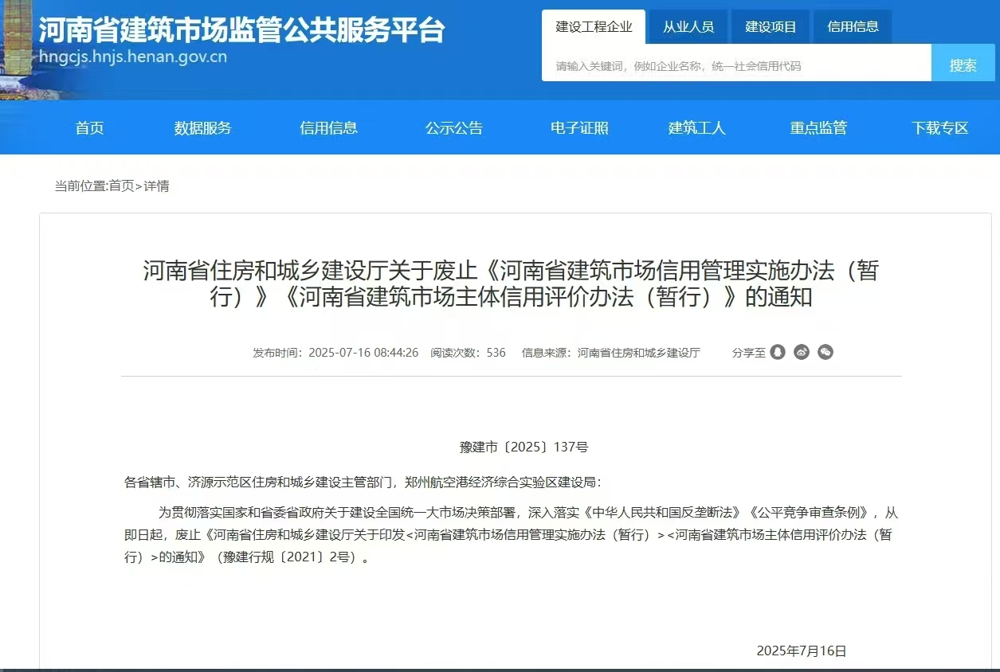 河南省建筑市场监管公共服务平台
hngcjs.hnjs.henan.gov.cn
建设工程企业 从业人员 建设项目 信用信息
请输入关键词，例如企业名称，统一社会信用代码 搜索
首页 数据服务 信用信息 公示公告 电子证照 建筑工人 重点监管 下载专区
当前位置:首页>详情
河南省住房和城乡建设厅关于废止《河南省建筑市场信用管理实施办法（暂
行）》《河南省建筑市场主体信用评价办法（暂行）》的通知
发布时间：2025-07-16 08:44:26 阅读次数：536 信息来源：河南省住房和城乡建设厅 分享至
豫建市〔2025〕137号
各省辖市、济源示范区住房和城乡建设主管部门，郑州航空港经济综合实验区建设局：
为贯彻落实国家和省委省政府关于建设全国统一大市场决策部署，深入落实《中华人民共和国反垄断法》《公平竞争审查条例》，从
即日起，废止《河南省住房和城乡建设厅关于印发<河南省建筑市场信用管理实施办法（暂行）><河南省建筑市场主体信用评价办法（暂
行）>的通知》（豫建行规〔2021〕2号）。
2025年7月16日